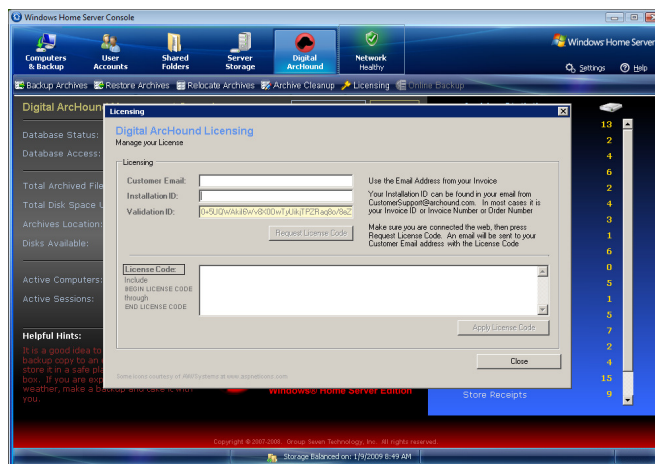 Windows Home Server Console
Computers & Backup
User Accounts
Shared Folders
Server Storage
Digital ArcHound
Network Healthy
Windows Home Server
Settings
Help
Backup Archives
Restore Archives
Relocate Archives
Archive Cleanup
Licensing
Online Backup
Digital ArcHound
Database Status:
Database Access:
Total Archived File
Total Disk Space U
Archives Location:
Disks Available:
Active Computers:
Active Sessions:
Helpful Hints:
It is a good idea to
backup copy to an
store it in a safe pla
box. If you are exp
weather, make a backup and take it with
you.
Licensing
Digital ArcHound Licensing
Manage your License
Licensing
Customer Email:
Use the Email Address from your Invoice
Installation ID:
Your Installation ID can be found in your email from
CustomerSupport@archound.com. In most cases it is
your Invoice ID or Invoice Number or Order Number
Validation ID:
Request License Code
Make sure you are connected the web, then press
Request License Code. An email will be sent to your
Customer Email address with the License Code
License Code:
Include
BEGIN LICENSE CODE
through
END LICENSE CODE
Apply License Code
Close
Windows® Home Server Edition
13
2
4
6
2
4
3
1
6
0
5
1
5
7
2
4
15
Store Receipts 9
Copyright © 2007-2008. Group Seven Technology, Inc. All rights reserved.
Storage Balanced on: 1/9/2009 8:49 AM